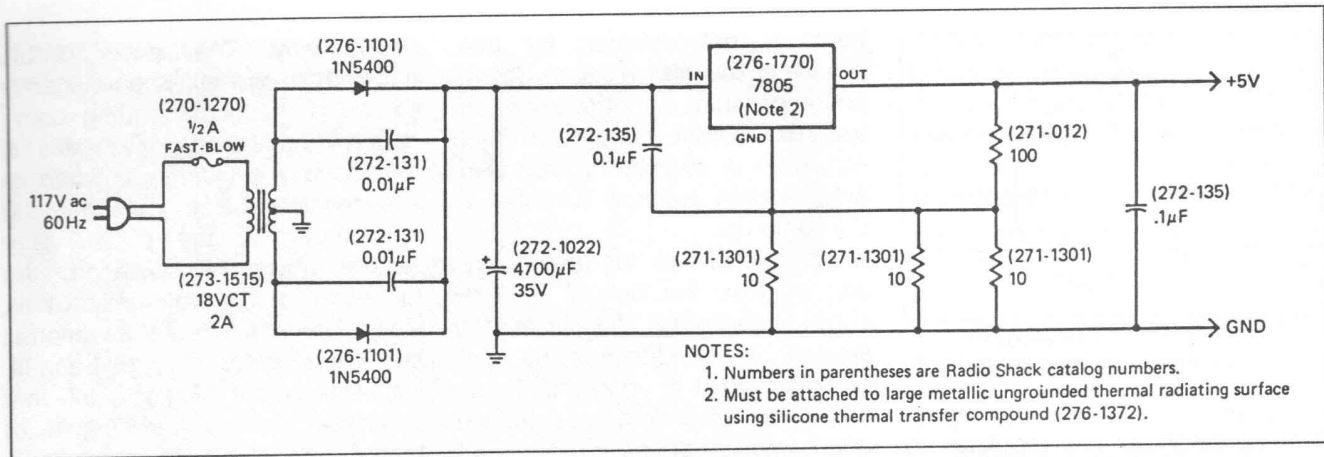 (276-1101)
1N5400
(270-1270)
1/2 A
FAST-BLOW
117V ac
60Hz
(272-131)
0.01μF
(272-131)
0.01μF
(273-1515)
18VCT
2A
(276-1101)
1N5400
+
(272-1022)
4700μF
35V
(272-135)
0.1μF
IN
(276-1770)
7805
(Note 2)
GND
OUT
+5V
(271-012)
100
(272-135)
.1μF
(271-1301)
10
(271-1301)
10
(271-1301)
10
GND
NOTES:
1. Numbers in parentheses are Radio Shack catalog numbers.
2. Must be attached to large metallic ungrounded thermal radiating surface
using silicone thermal transfer compound (276-1372).